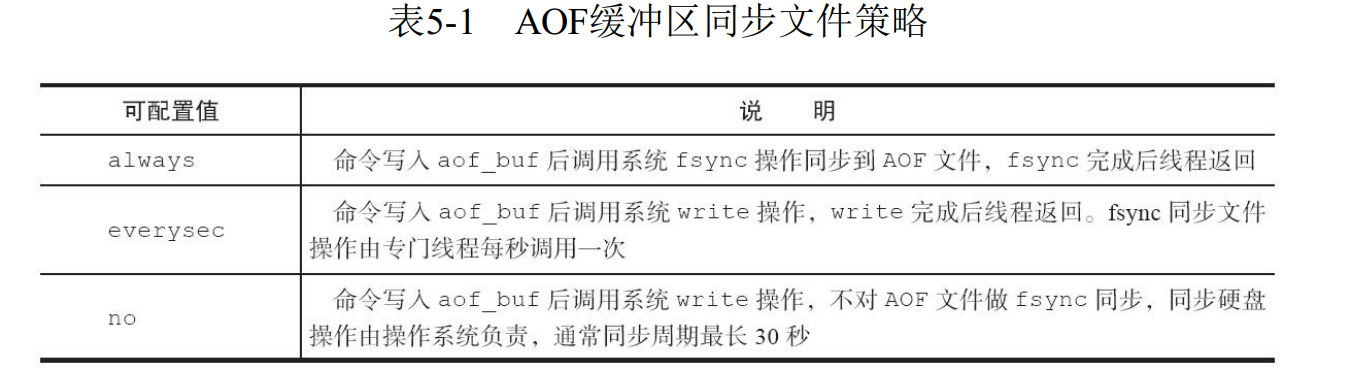 表5-1 AOF缓冲区同步文件策略
可配置值 说 明
always 命令写入 aof_buf 后调用系统 fsync 操作同步到 AOF 文件，fsync 完成后线程返回
everysec 命令写入 aof_buf 后调用系统 write 操作，write 完成后线程返回。fsync 同步文件
操作由专门线程每秒调用一次
no 命令写入 aof_buf 后调用系统 write 操作，不对 AOF 文件做 fsync 同步，同步硬盘
操作由操作系统负责，通常同步周期最长 30 秒